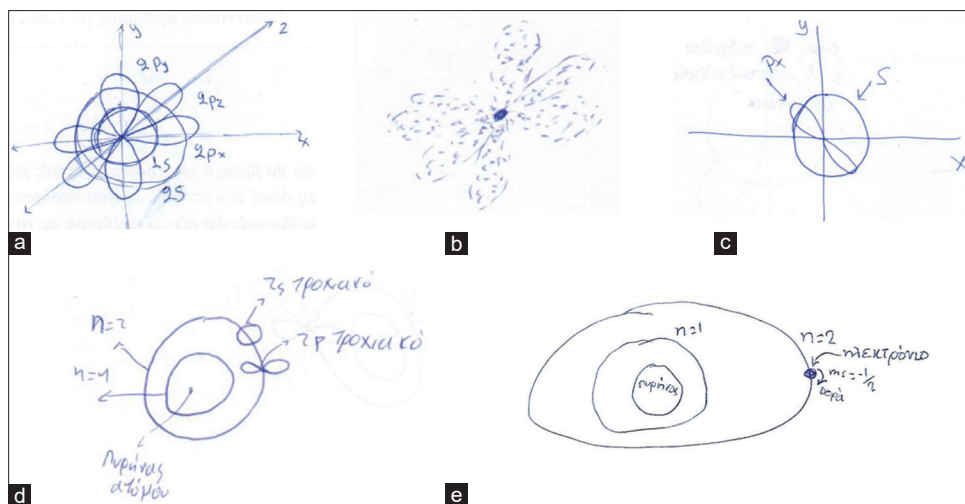 y
z
2py
2pz
x
2px
1s
2s
a
b
y
px
s
x
c
2s τροχιακό
n=2
2p τροχιακό
n=1
Πυρήνας
ατόμου
d
n=1
n=2
πυρήνας
ηλεκτρόνιο
ms=-1/2
e